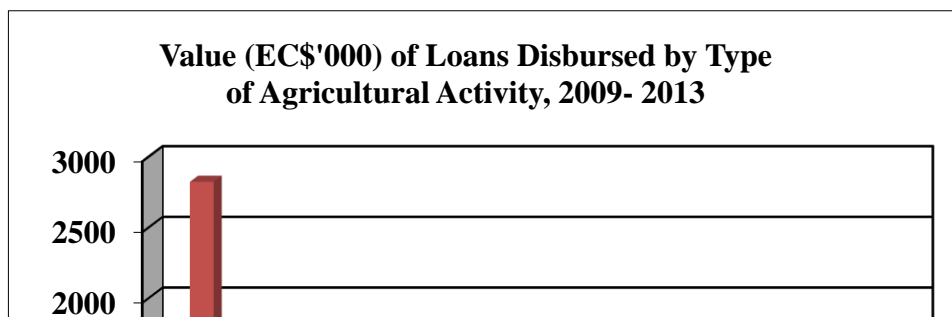 Value (EC$'000) of Loans Disbursed by Type
of Agricultural Activity, 2009- 2013
3000
2500
2000